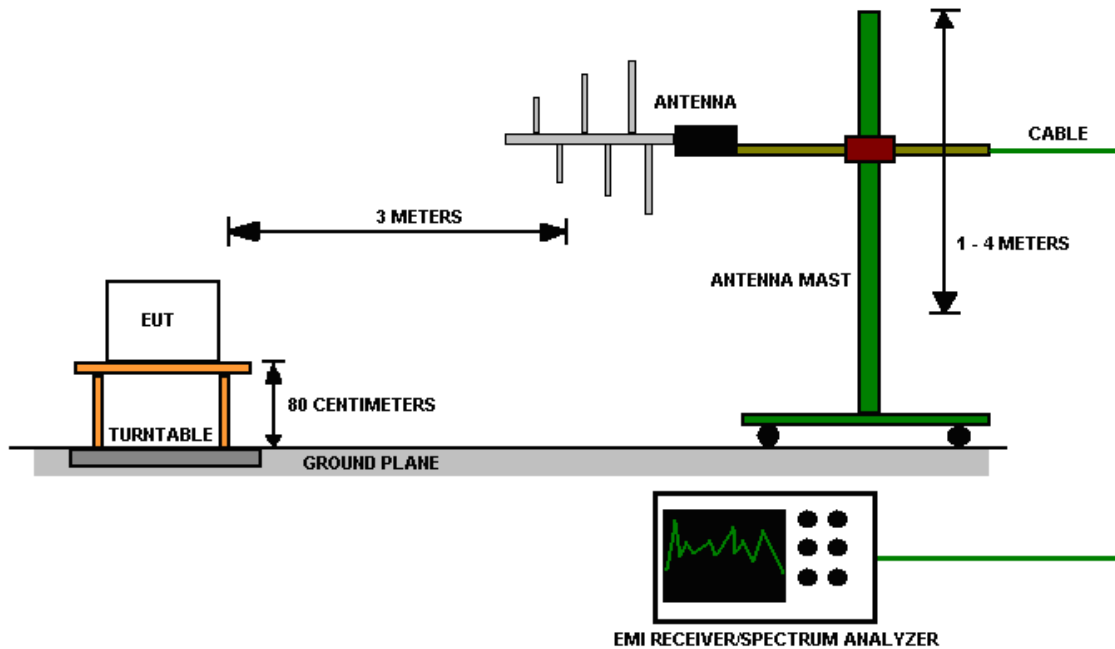 ANTENNA
CABLE
3 METERS
1 - 4 METERS
ANTENNA MAST
EUT
80 CENTIMETERS
TURNTABLE
GROUND PLANE
EMI RECEIVER/SPECTRUM ANALYZER